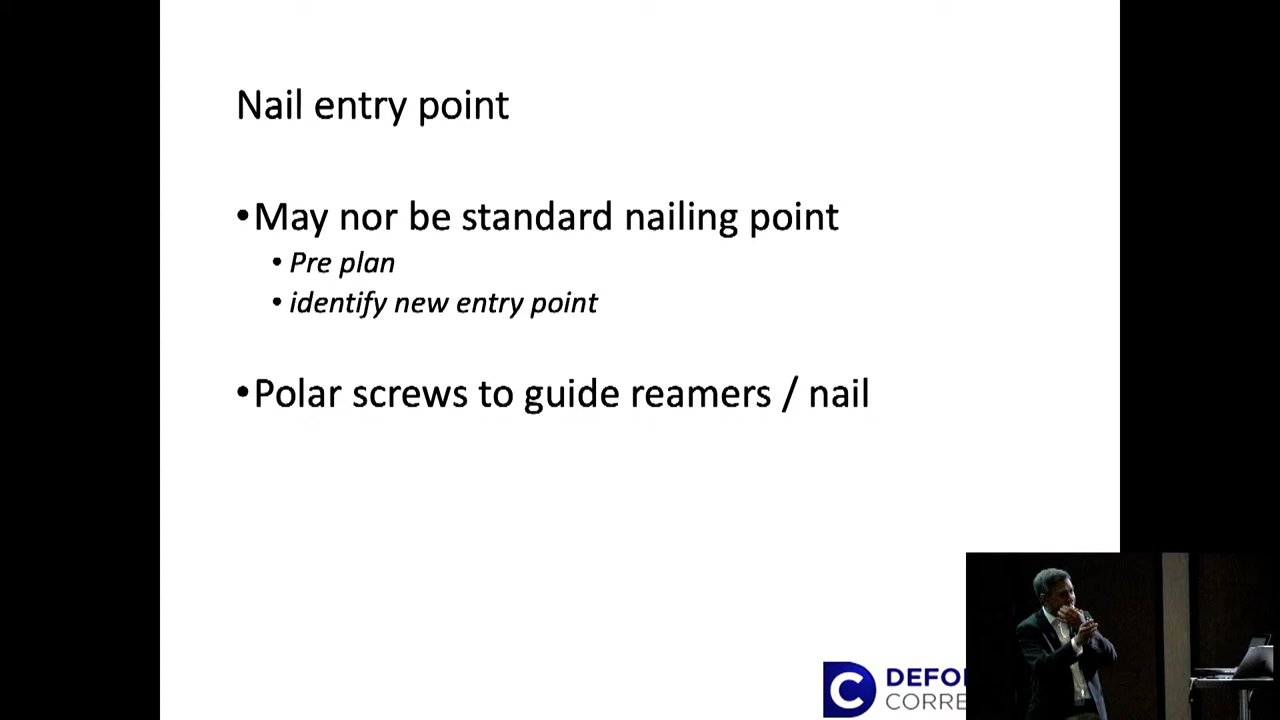 Nail entry point
•May nor be standard nailing point
• Pre plan
• identify new entry point
•Polar screws to guide reamers / nail
C DEFO
CORRE